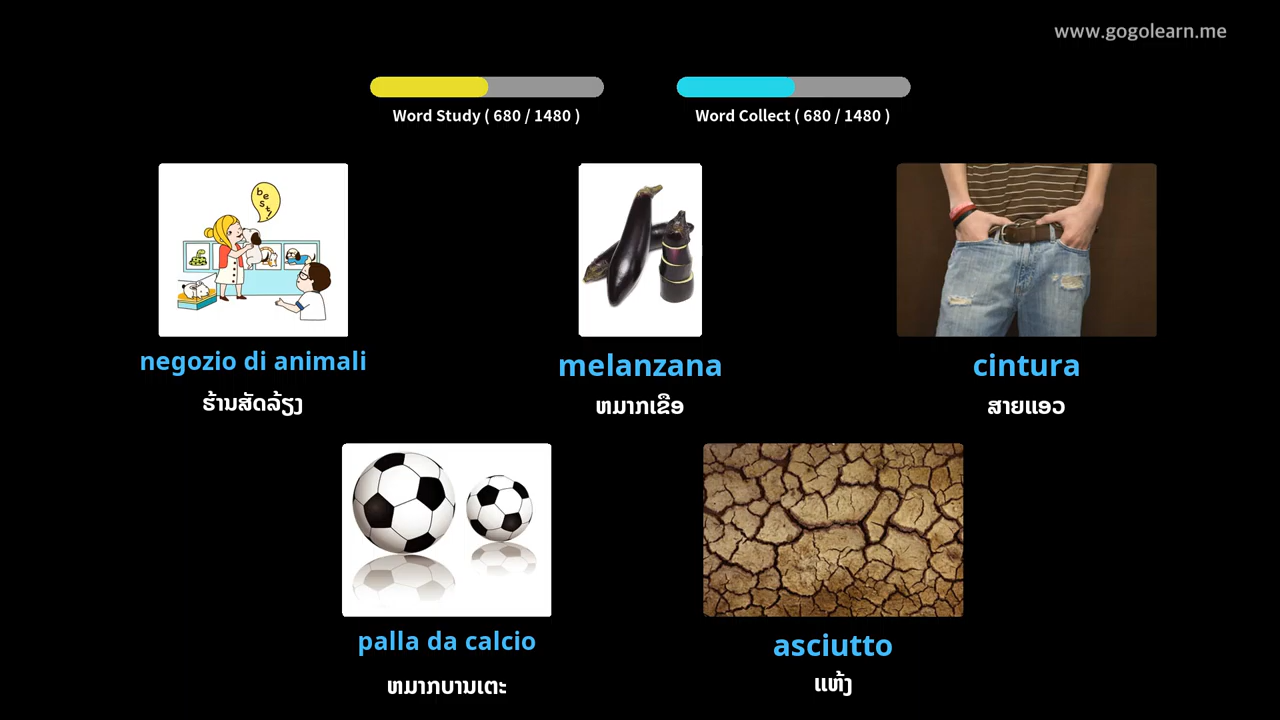 www.gogolearn.me
Word Study ( 680 / 1480 )
Word Collect ( 680 / 1480 )
be
st,
negozio di animali
ຮ້ານສັດລ້ຽງ
melanzana
ຫມາກເຂືອ
cintura
ສາຍແອວ
palla da calcio
ຫມາກບານເຕະ
asciutto
ແຫ້ງ